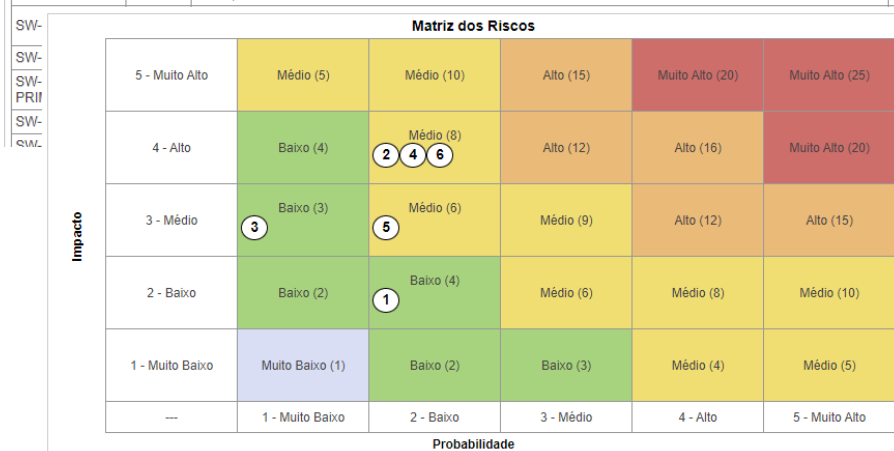 SW-
Matriz dos Riscos
SW-
SW-
PRI
SW-
SW-
5 - Muito Alto Médio (5) Médio (10) Alto (15) Muito Alto (20) Muito Alto (25)
4 - Alto Baixo (4) Médio (8) Alto (12) Alto (16) Muito Alto (20)
2 4 6
Impacto
3 - Médio Baixo (3) Médio (6) Médio (9) Alto (12) Alto (15)
3 5
2 - Baixo Baixo (2) Baixo (4) Médio (6) Médio (8) Médio (10)
1
1 - Muito Baixo Muito Baixo (1) Baixo (2) Baixo (3) Médio (4) Médio (5)
--- 1 - Muito Baixo 2 - Baixo 3 - Médio 4 - Alto 5 - Muito Alto
Probabilidade